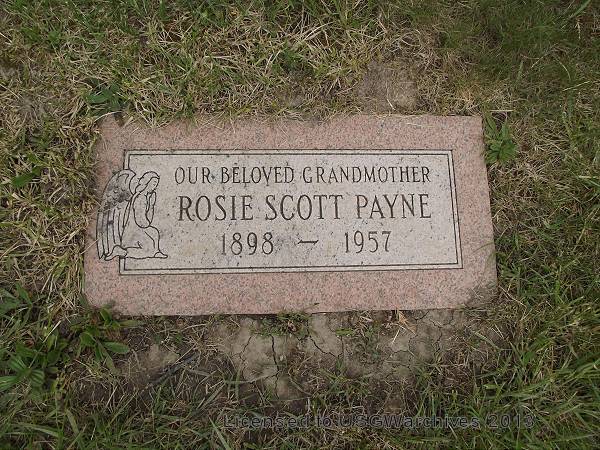 OUR BELOVED GRANDMOTHER
ROSIE SCOTT PAYNE
1898 — 1957
Licensed to USGWarchives 2013